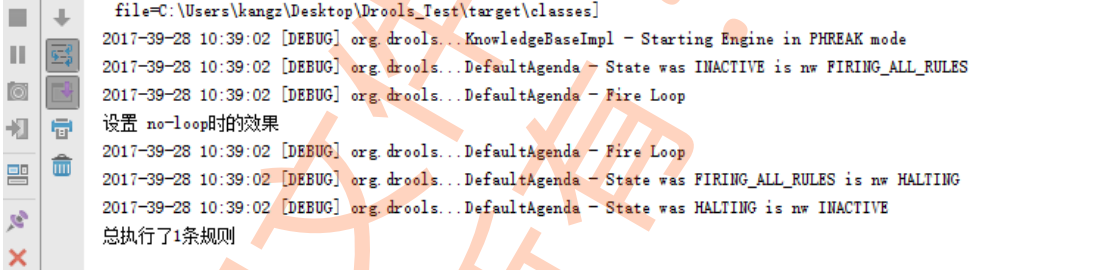 file=C:\Users\kangz\Desktop\Drools_Test\target\classes]
2017-39-28 10:39:02 [DEBUG] org.drools...KnowledgeBaseImpl - Starting Engine in PHREAK mode
2017-39-28 10:39:02 [DEBUG] org.drools...DefaultAgenda - State was INACTIVE is nw FIRING_ALL_RULES
2017-39-28 10:39:02 [DEBUG] org.drools...DefaultAgenda - Fire Loop
设置 no-loop时的效果
2017-39-28 10:39:02 [DEBUG] org.drools...DefaultAgenda - Fire Loop
2017-39-28 10:39:02 [DEBUG] org.drools...DefaultAgenda - State was FIRING_ALL_RULES is nw HALTING
2017-39-28 10:39:02 [DEBUG] org.drools...DefaultAgenda - State was HALTING is nw INACTIVE
总执行了1条规则